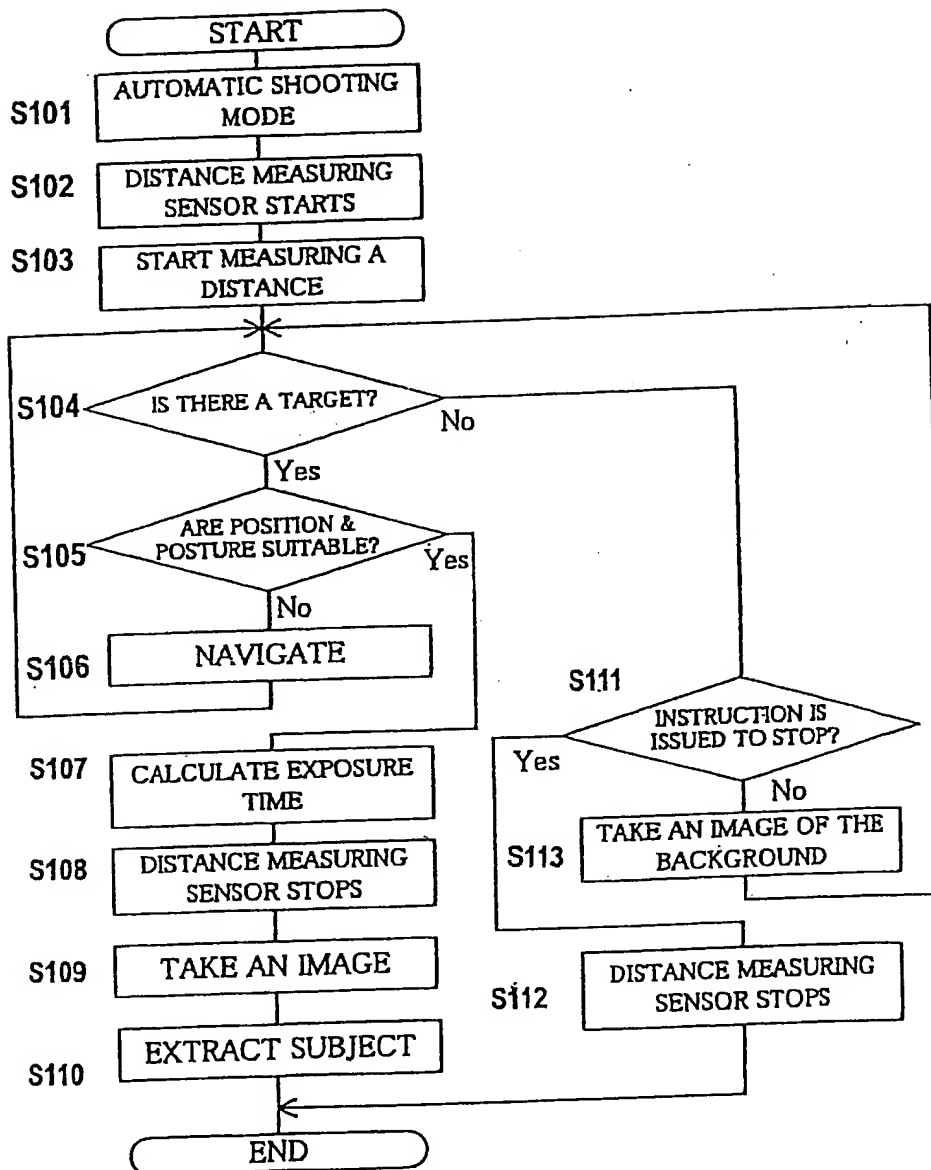 START
S101
AUTOMATIC SHOOTING
MODE
S102
DISTANCE MEASURING
SENSOR STARTS
S103
START MEASURING A
DISTANCE
S104
IS THERE A TARGET?
No
Yes
S105
ARE POSITION &
POSTURE SUITABLE?
Yes
No
S106
NAVIGATE
S107
CALCULATE EXPOSURE
TIME
S108
DISTANCE MEASURING
SENSOR STOPS
S109
TAKE AN IMAGE
S110
EXTRACT SUBJECT
S111
INSTRUCTION IS
ISSUED TO STOP?
Yes
No
S113
TAKE AN IMAGE OF THE
BACKGROUND
S112
DISTANCE MEASURING
SENSOR STOPS
END